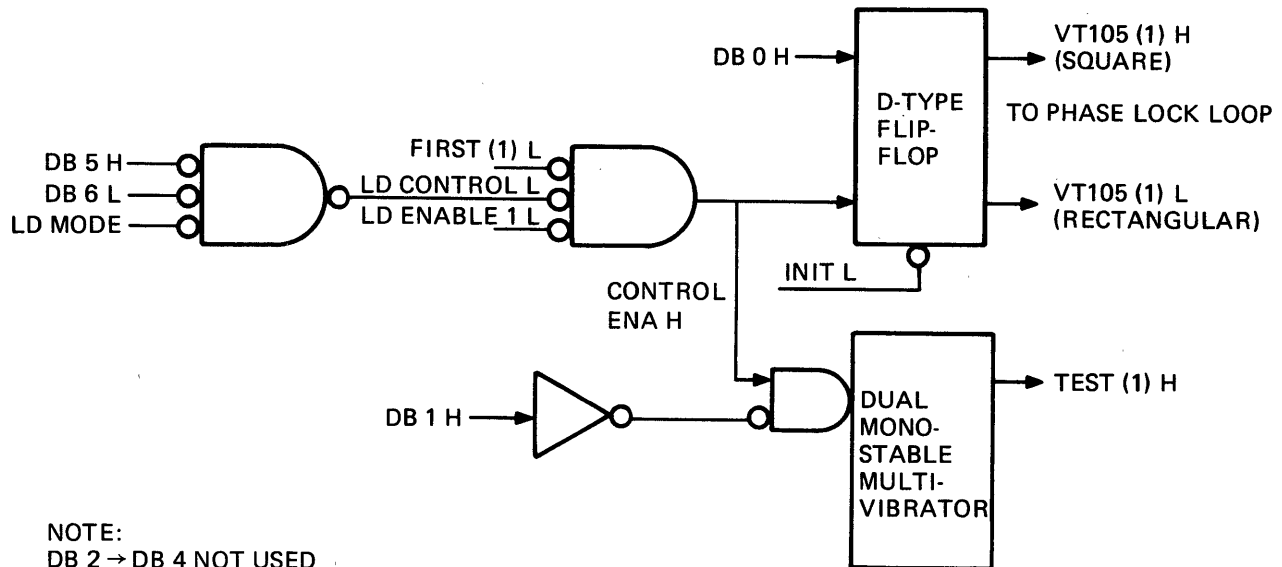 VT105 (1) H
(SQUARE)
DB 0 H
D-TYPE
FLIP-
FLOP
TO PHASE LOCK LOOP
FIRST (1) L
DB 5 H
DB 6 L
LD MODE
LD CONTROL L
LD ENABLE 1 L
VT105 (1) L
(RECTANGULAR)
INIT L
CONTROL
ENA H
TEST (1) H
DB 1 H
DUAL
MONO-
STABLE
MULTI-
VIBRATOR
NOTE:
DB 2 → DB 4 NOT USED